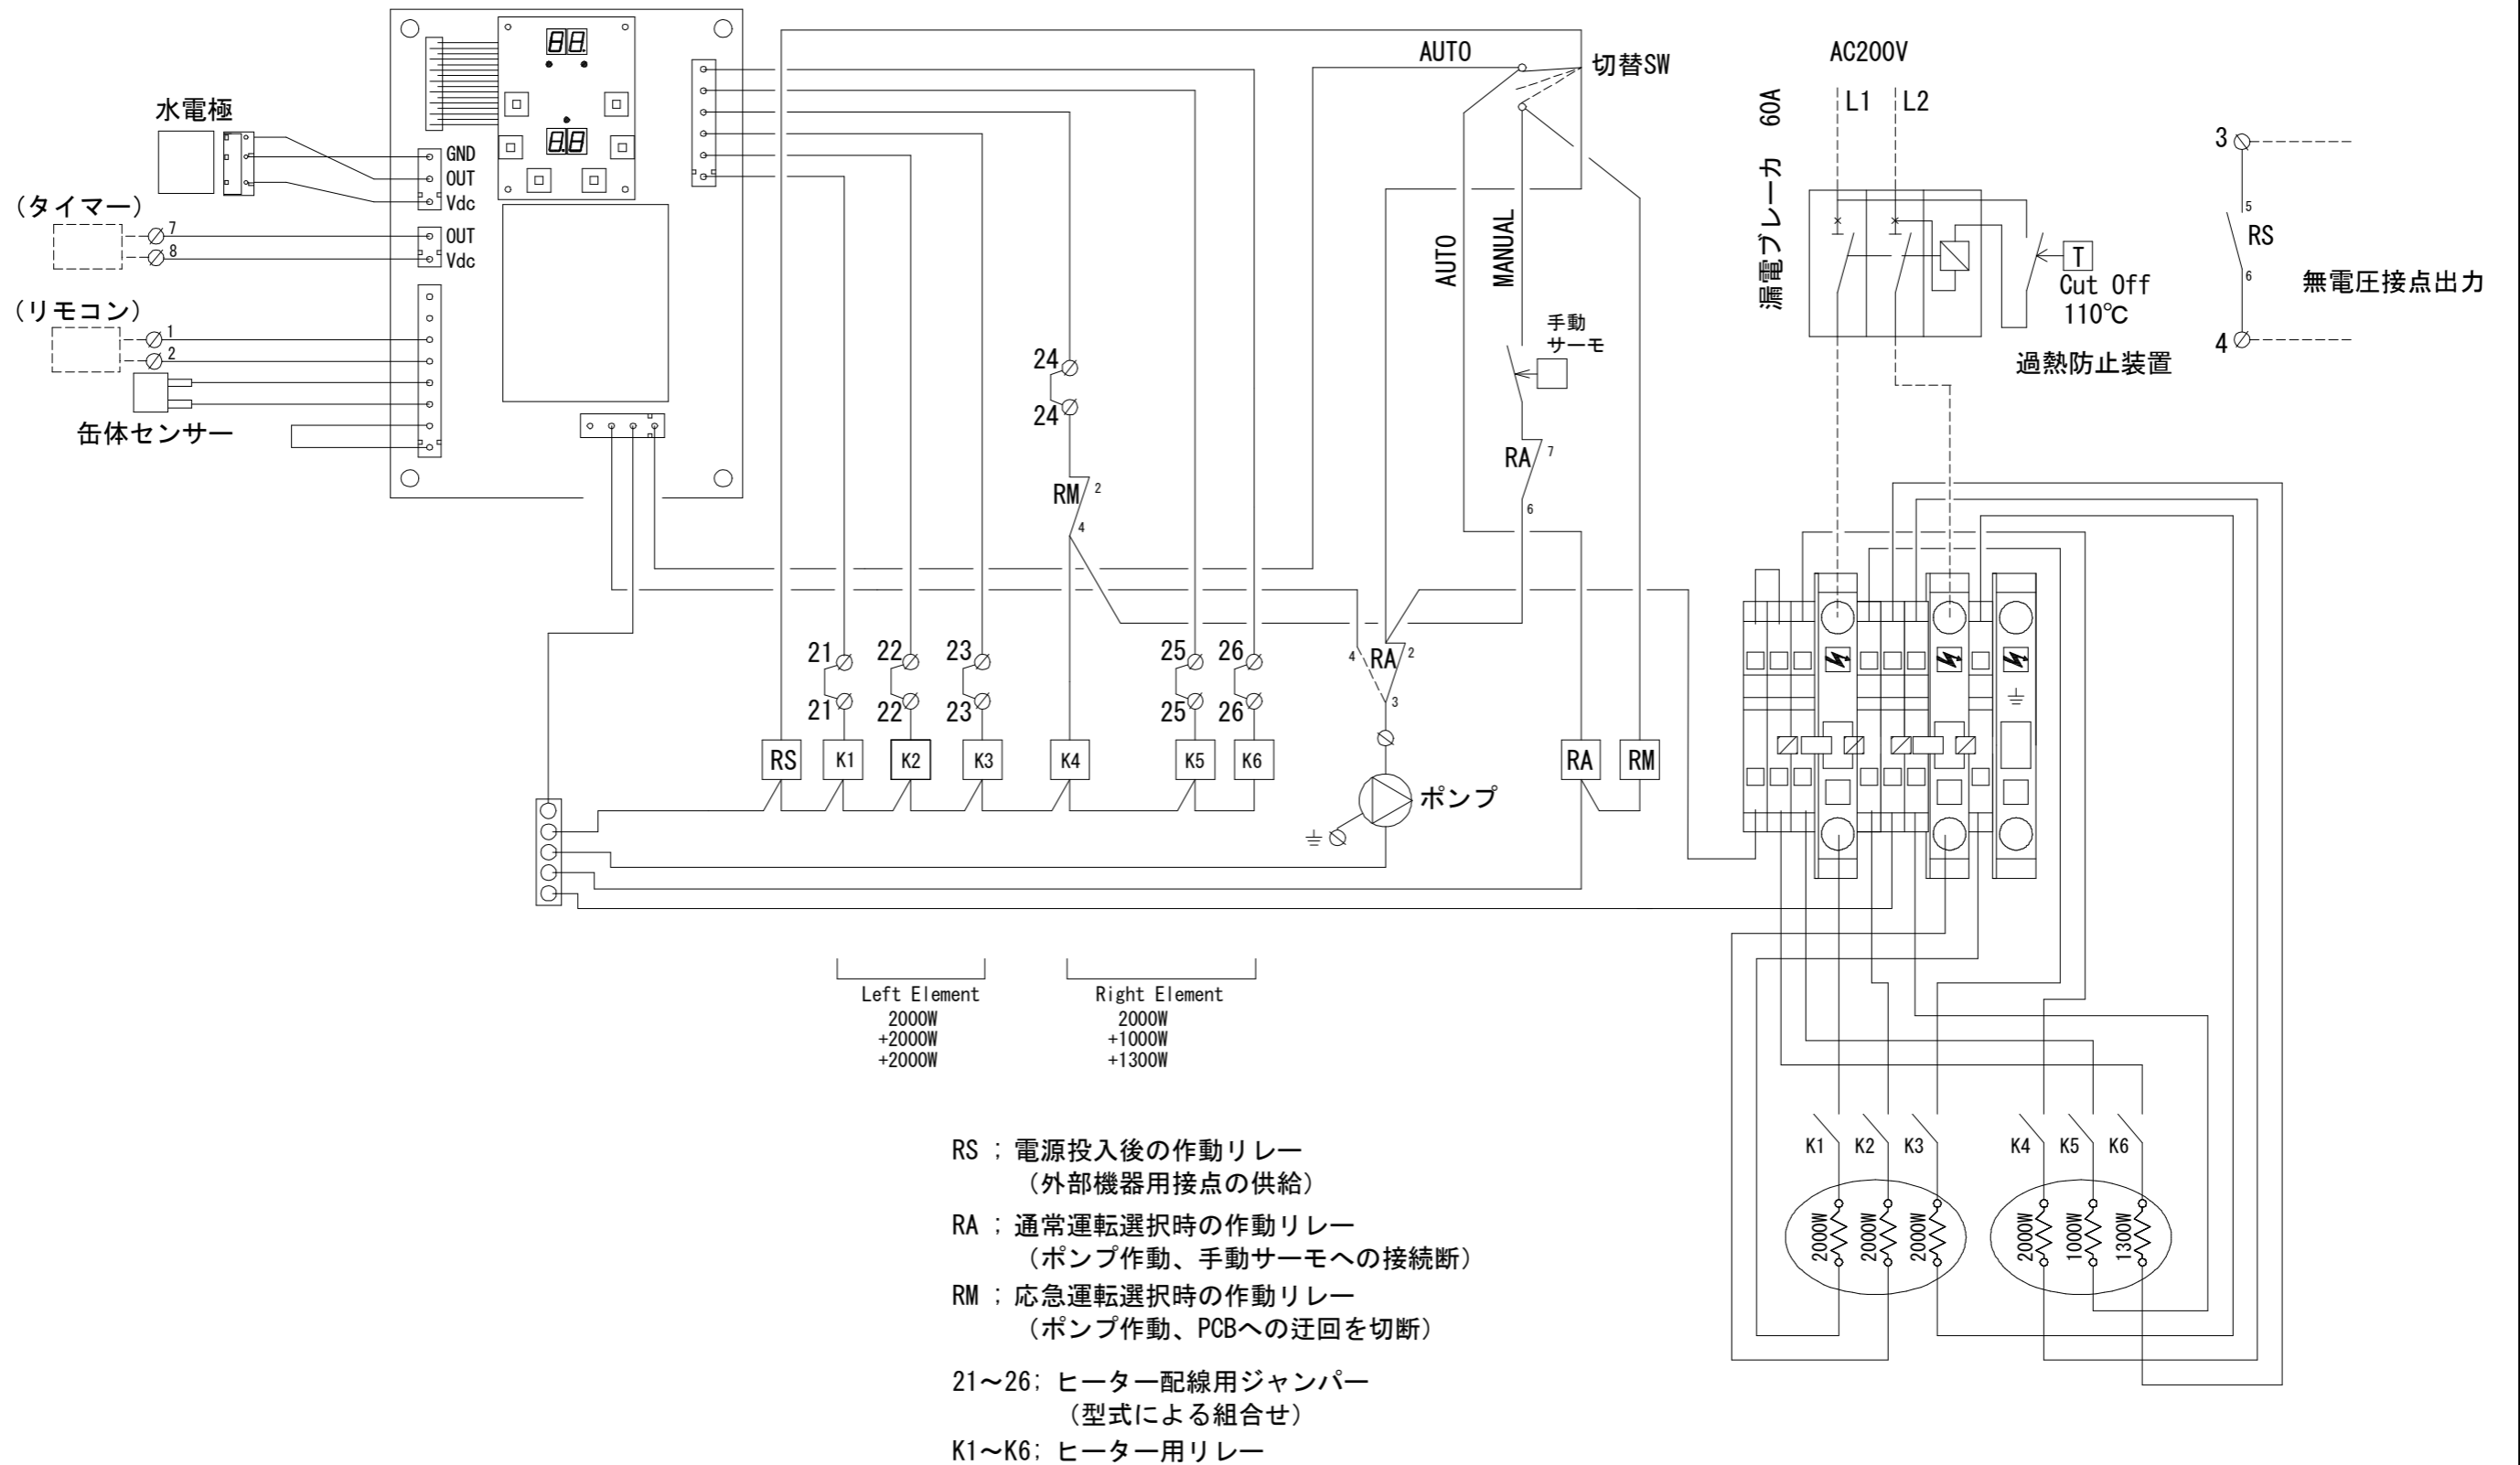 水電極
GND
OUT
Vdc
(タイマー)
7
8
OUT
Vdc
(リモコン)
1
2
缶体センサー
88.
8.8
AUTO
切替SW
AUTO
MANUAL
手動
サーモ
RA
7
6
24
24
RM
2
4
AC200V
L1
L2
漏電ブレーカ 60A
T
Cut Off
110℃
過熱防止装置
3
5
RS
6
4
無電圧接点出力
21
21
22
22
23
23
25
25
26
26
4
RA
2
3
RS
K1
K2
K3
K4
K5
K6
RA
RM
ポンプ
Left Element
2000W
+2000W
+2000W
Right Element
2000W
+1000W
+1300W
K1
K2
K3
K4
K5
K6
2000W
2000W
2000W
2000W
1000W
1300W
RS ; 電源投入後の作動リレー
(外部機器用接点の供給)
RA ; 通常運転選択時の作動リレー
(ポンプ作動、手動サーモへの接続断)
RM ; 応急運転選択時の作動リレー
(ポンプ作動、PCBへの迂回を切断)
21～26; ヒーター配線用ジャンパー
(型式による組合せ)
K1～K6; ヒーター用リレー